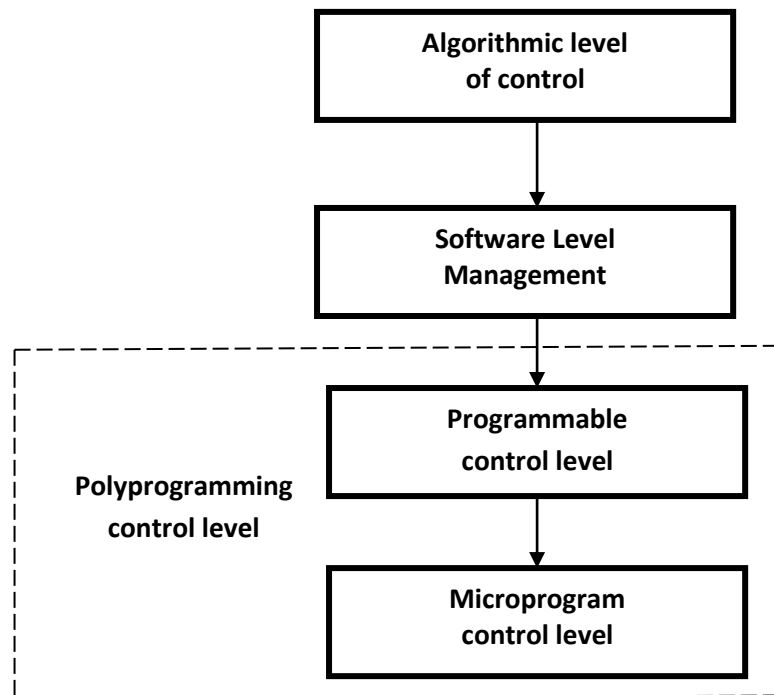 Algorithmic level
of control
Software Level
Management
Programmable
control level
Polyprogramming
control level
Microprogram
control level